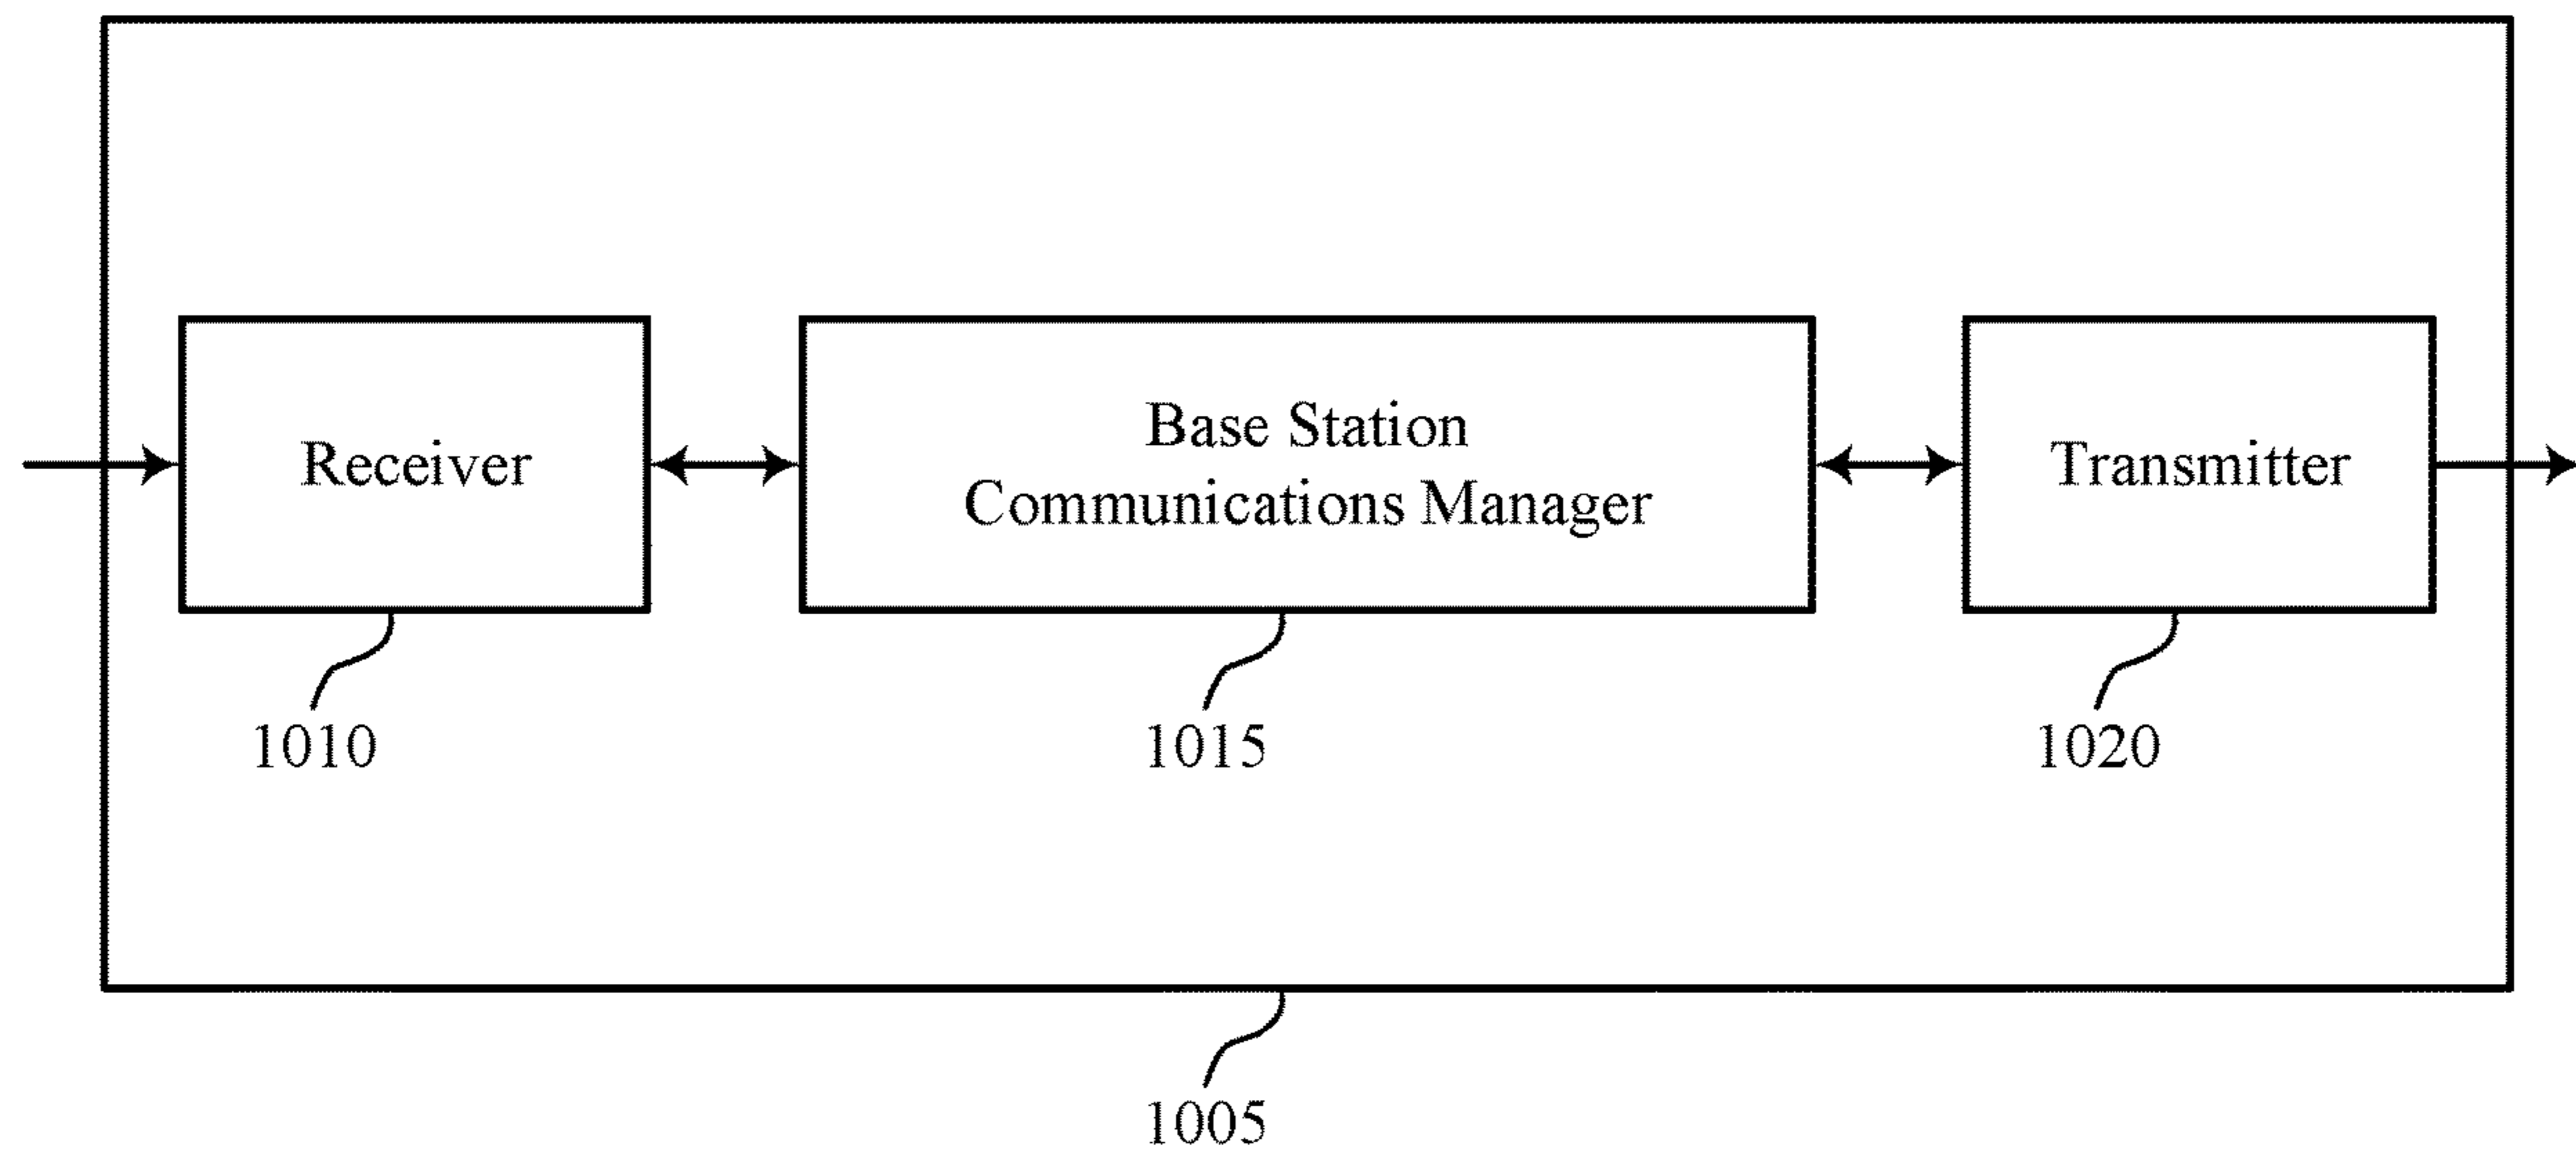 Receiver
Base Station
Communications Manager
Transmitter
1010
1015
1020
1005